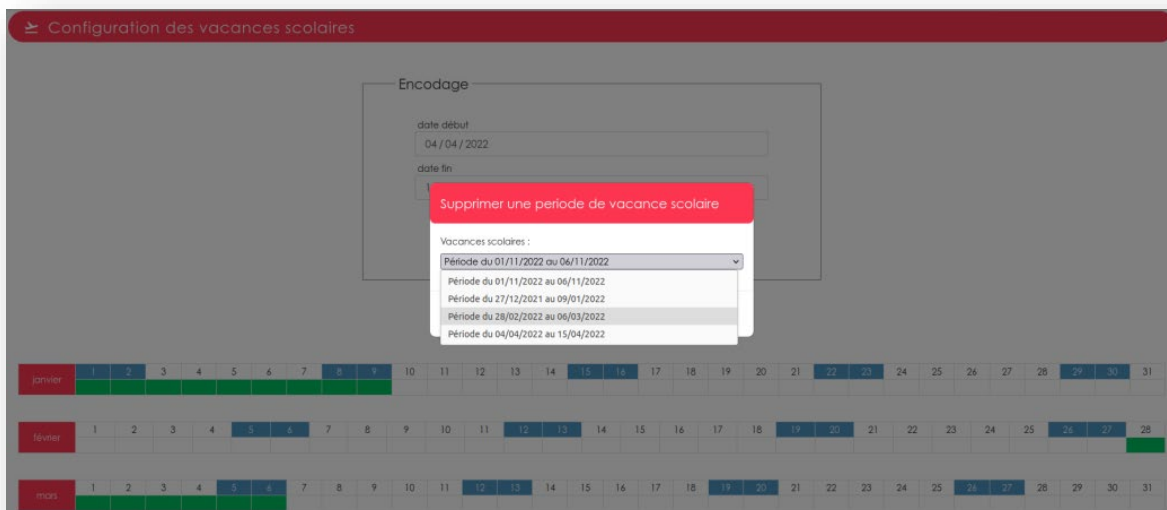 Configuration des vacances scolaires
Encodage
date début
04 / 04 / 2022
date fin
1
Supprimer une periode de vacance scolaire
Vacances scolaires :
Période du 01/11/2022 au 06/11/2022
Période du 01/11/2022 au 06/11/2022
Période du 27/12/2021 au 09/01/2022
Période du 28/02/2022 au 06/03/2022
Période du 04/04/2022 au 15/04/2022
janvier 1 2 3 4 5 6 7 8 9 10 11 12 13 14 15 16 17 18 19 20 21 22 23 24 25 26 27 28 29 30 31
février 1 2 3 4 5 6 7 8 9 10 11 12 13 14 15 16 17 18 19 20 21 22 23 24 25 26 27 28
mars 1 2 3 4 5 6 7 8 9 10 11 12 13 14 15 16 17 18 19 20 21 22 23 24 25 26 27 28 29 30 31